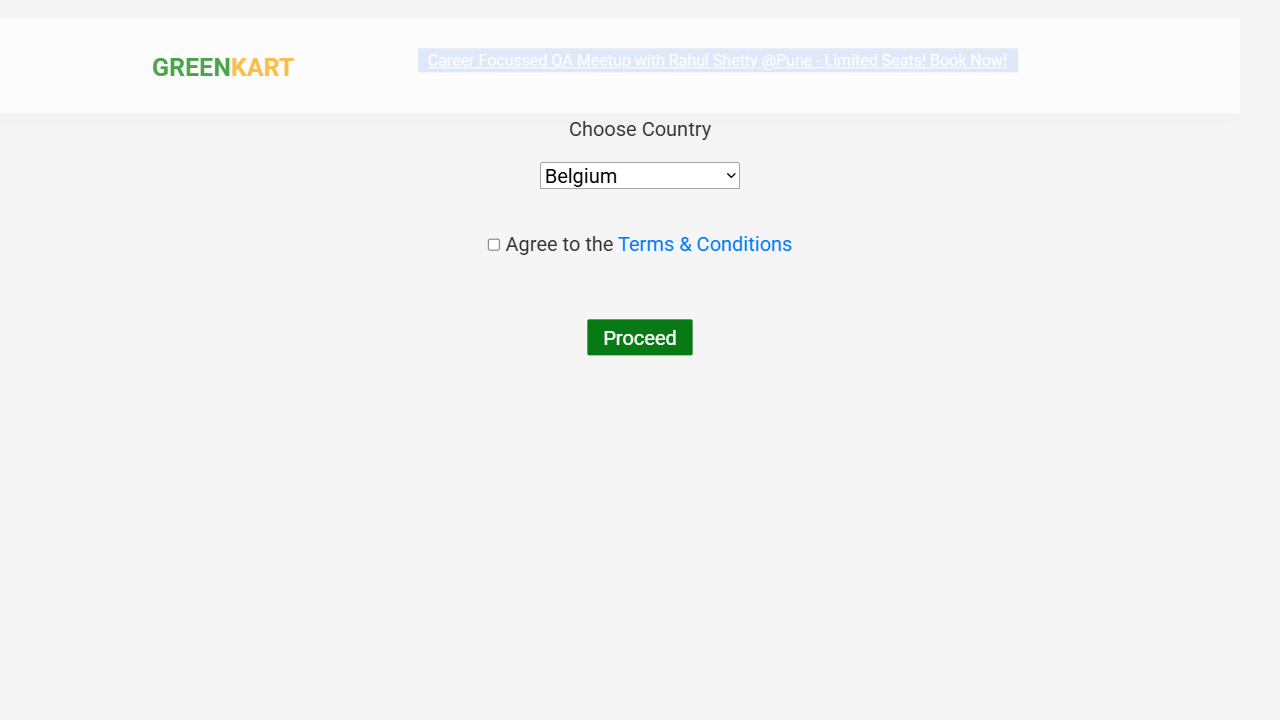 GREENKART
Career Focussed QA Meetup with Rahul Shetty @Pune - Limited Seats! Book Now!
Choose Country
Belgium
Agree to the Terms & Conditions
Proceed